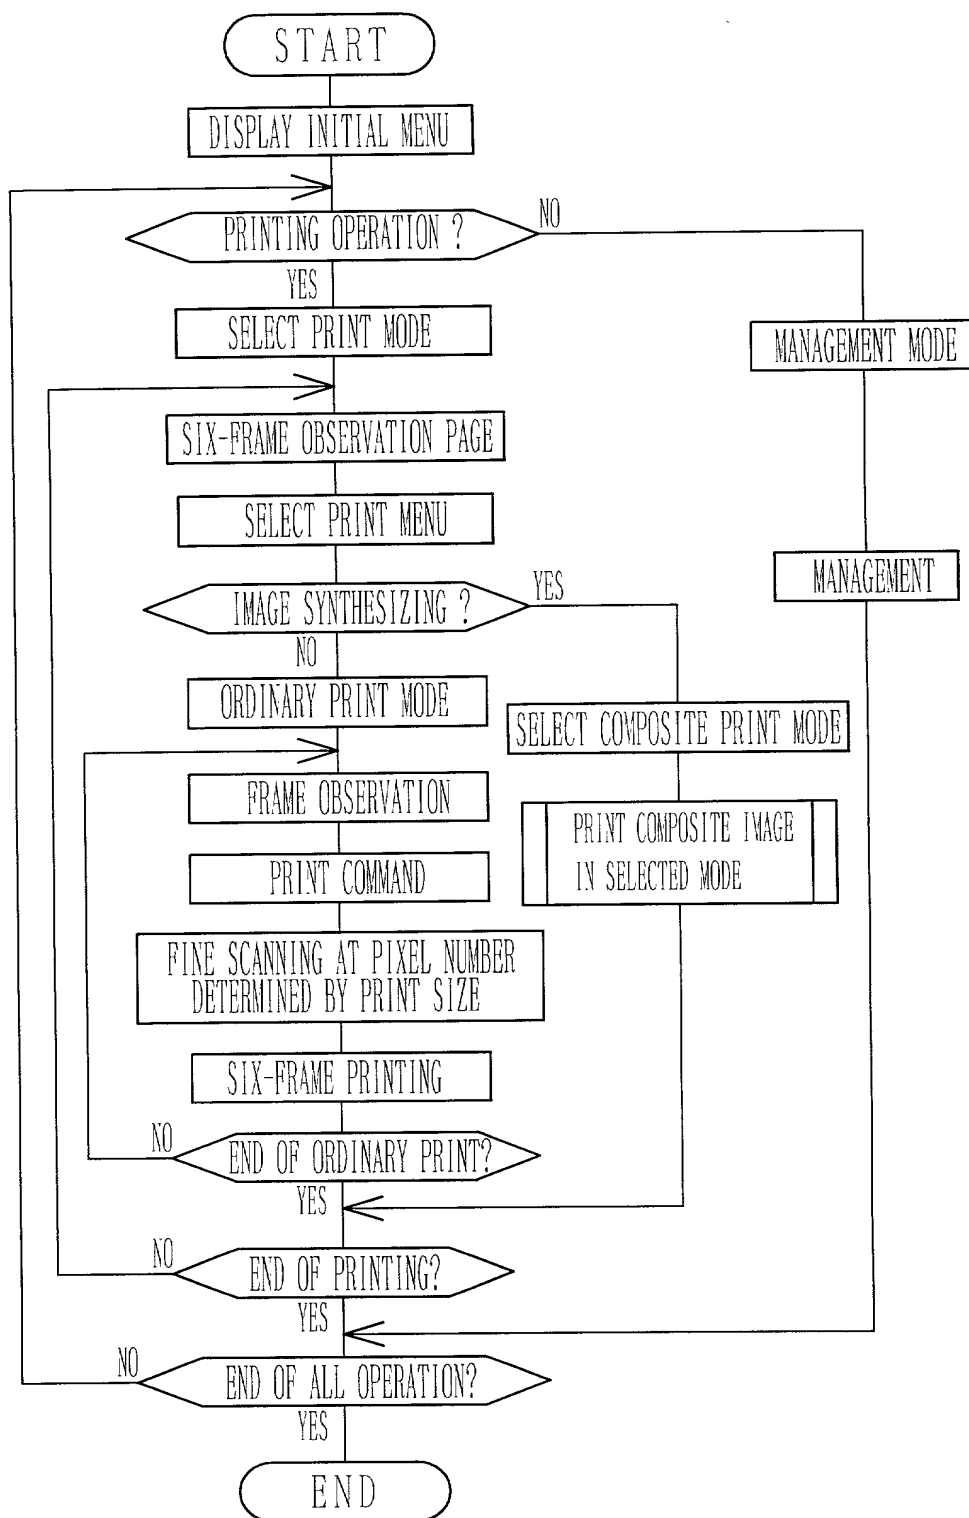 START
DISPLAY INITIAL MENU
PRINTING OPERATION ?
NO
YES
SELECT PRINT MODE
MANAGEMENT MODE
SIX-FRAME OBSERVATION PAGE
SELECT PRINT MENU
IMAGE SYNTHESIZING ?
YES
MANAGEMENT
NO
ORDINARY PRINT MODE
SELECT COMPOSITE PRINT MODE
FRAME OBSERVATION
PRINT COMPOSITE IMAGE
IN SELECTED MODE
PRINT COMMAND
FINE SCANNING AT PIXEL NUMBER
DETERMINED BY PRINT SIZE
SIX-FRAME PRINTING
NO
END OF ORDINARY PRINT?
YES
NO
END OF PRINTING?
YES
NO
END OF ALL OPERATION?
YES
END